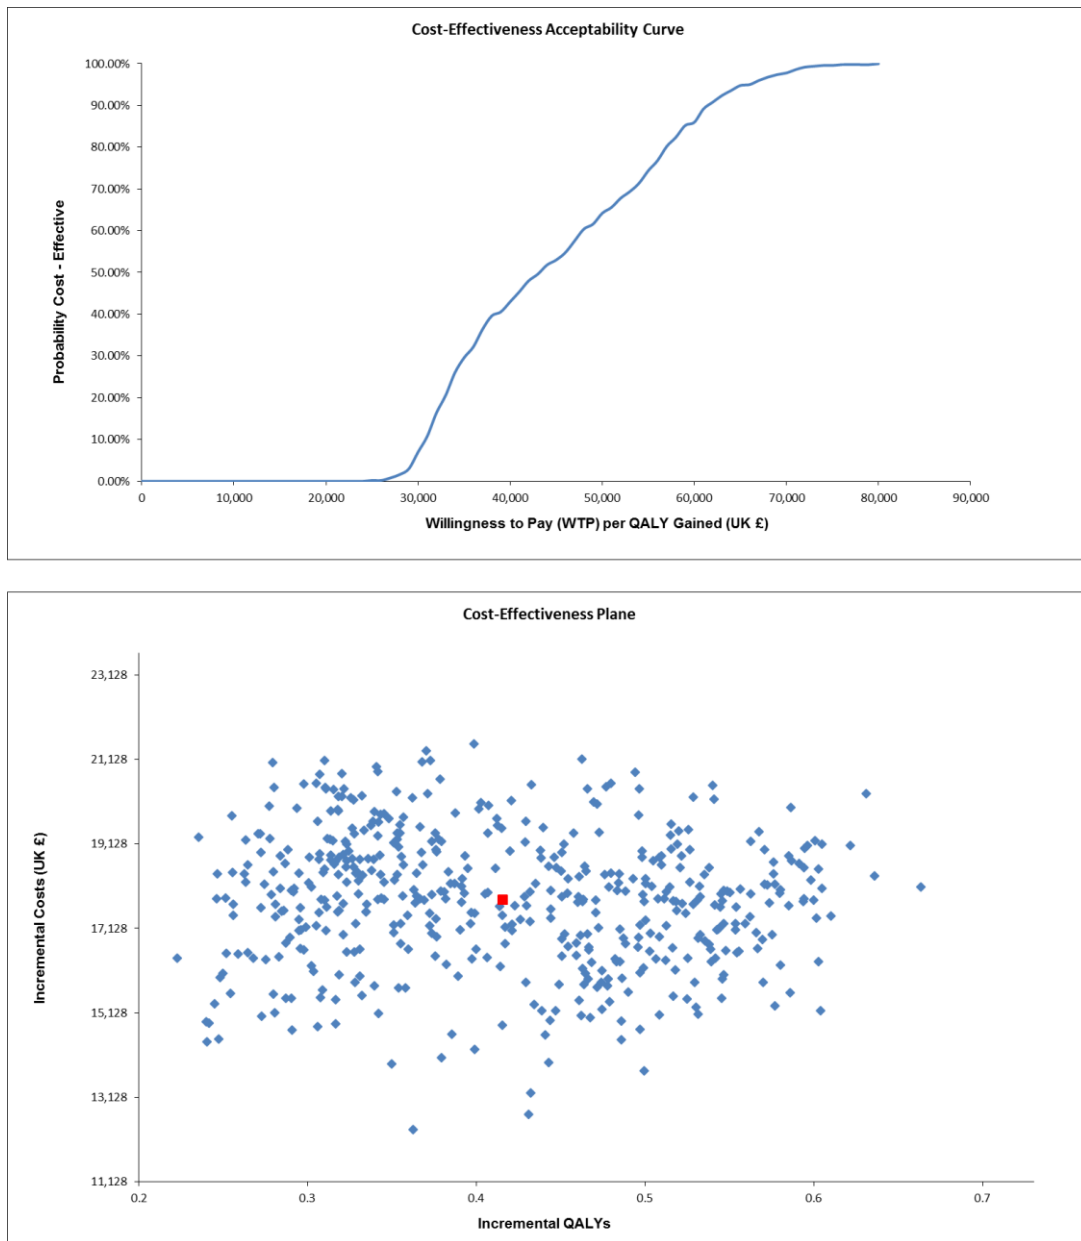 Cost-Effectiveness Acceptability Curve
100.00%
90.00%
80.00%
70.00%
60.00%
50.00%
40.00%
30.00%
20.00%
10.00%
0.00%
Probability Cost - Effective
0 10,000 20,000 30,000 40,000 50,000 60,000 70,000 80,000 90,000
Willingness to Pay (WTP) per QALY Gained (UK £)
Cost-Effectiveness Plane
23,128
21,128
19,128
17,128
15,128
13,128
11,128
Incremental Costs (UK £)
0.2 0.3 0.4 0.5 0.6 0.7
Incremental QALYs